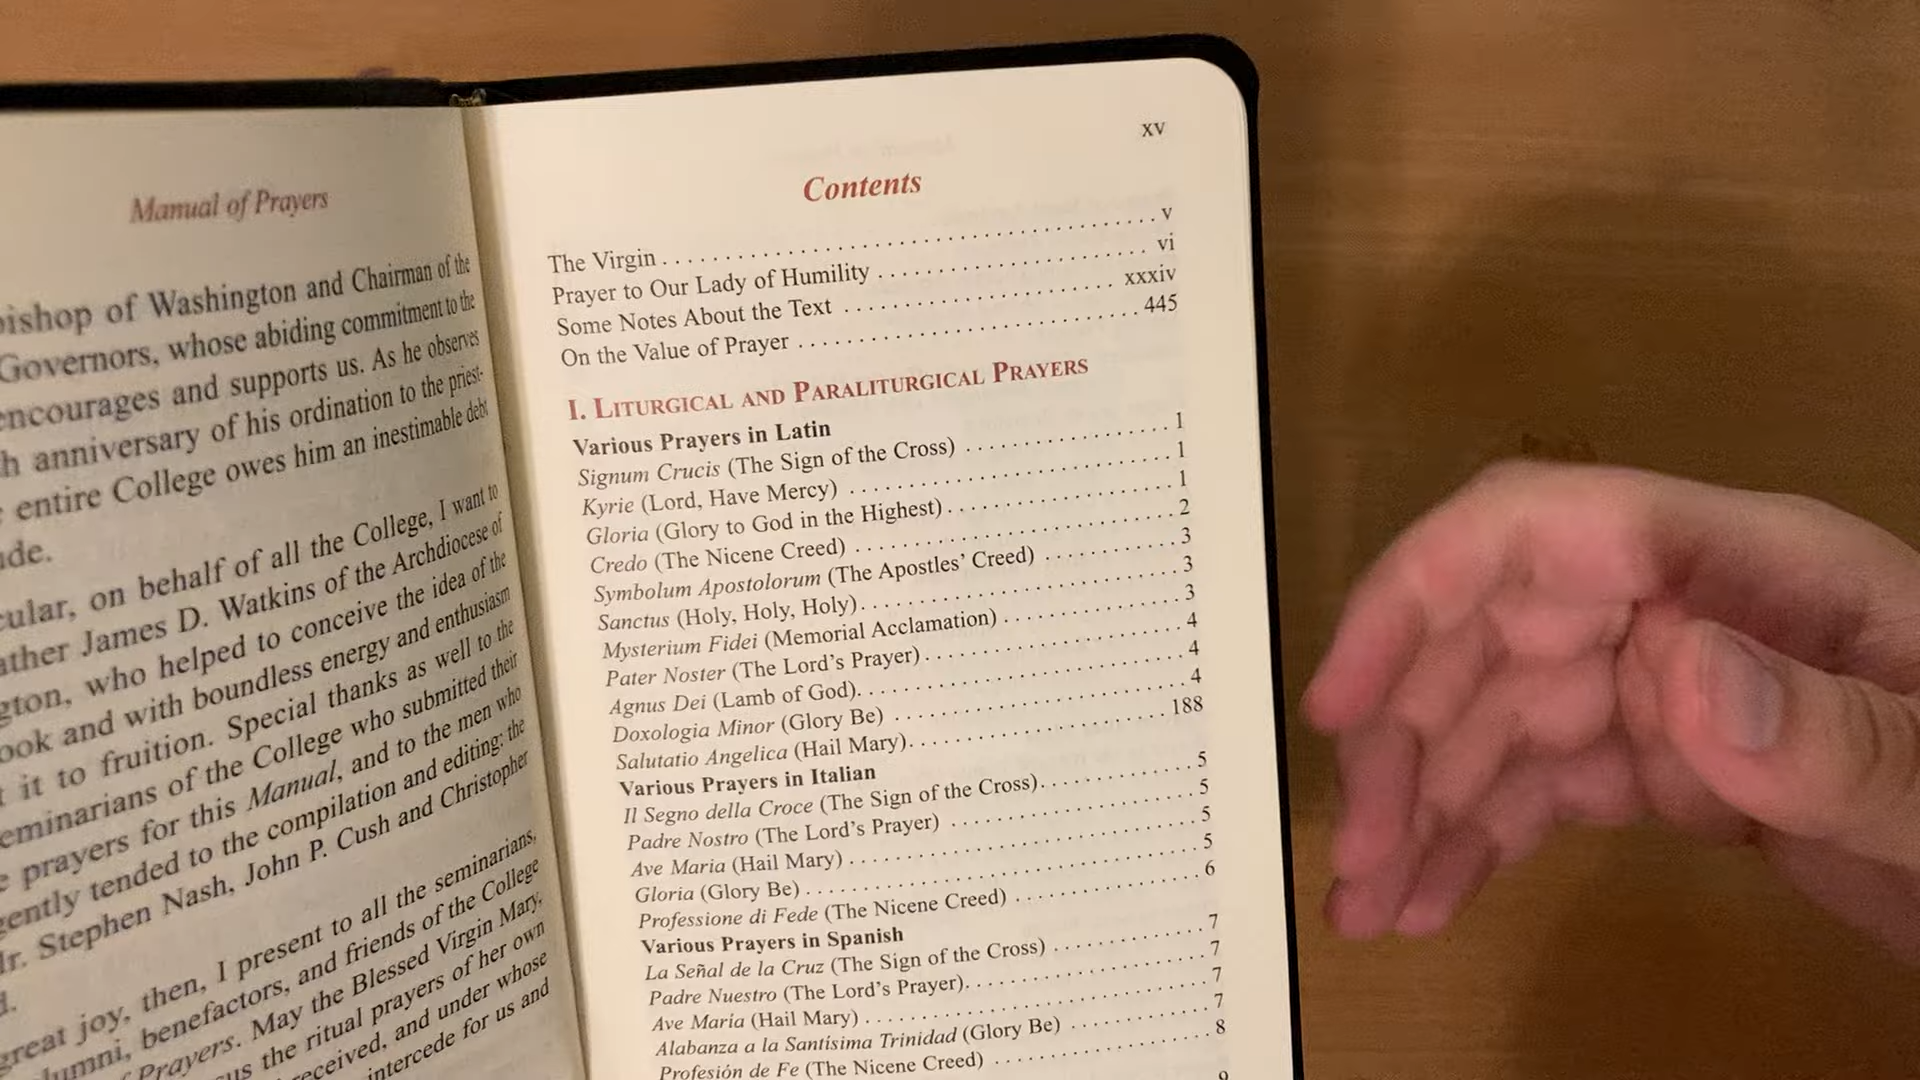 Manual of Prayers
bishop of Washington and Chairman of the
Governors, whose abiding commitment to the
encourages and supports us. As he observes
h anniversary of his ordination to the priest-
entire College owes him an inestimable debt
ude.
cular, on behalf of all the College, I want to
ather James D. Watkins of the Archdiocese of
gton, who helped to conceive the idea of the
ook and with boundless energy and enthusiasm
it to fruition. Special thanks as well to the
eminarians of the College who submitted their
prayers for this Manual, and to the men who
gently tended to the compilation and editing: the
r. Stephen Nash, John P. Cush and Christopher
d.
great joy, then, I present to all the seminarians,
lumni, benefactors, and friends of the College
Prayers. May the Blessed Virgin Mary,
us the ritual prayers of her own
received, and under whose
intercede for us and
xv
Contents
The Virgin . . . . . . . . . . v
Prayer to Our Lady of Humility . . . . . . . . . . vi
Some Notes About the Text . . . . . . . . . . xxxiv
On the Value of Prayer . . . . . . . . . . 445
I. LITURGICAL AND PARALITURGICAL PRAYERS
Various Prayers in Latin
Signum Crucis (The Sign of the Cross) . . . . . . . . . . 1
Kyrie (Lord, Have Mercy) . . . . . . . . . . 1
Gloria (Glory to God in the Highest) . . . . . . . . . . 1
Credo (The Nicene Creed) . . . . . . . . . . 2
Symbolum Apostolorum (The Apostles' Creed) . . . . . . . . . . 3
Sanctus (Holy, Holy, Holy) . . . . . . . . . . 3
Mysterium Fidei (Memorial Acclamation) . . . . . . . . . . 3
Pater Noster (The Lord's Prayer) . . . . . . . . . . 4
Agnus Dei (Lamb of God) . . . . . . . . . . 4
Doxologia Minor (Glory Be) . . . . . . . . . . 4
Salutatio Angelica (Hail Mary) . . . . . . . . . . 188
Various Prayers in Italian
Il Segno della Croce (The Sign of the Cross) . . . . . . . . . . 5
Padre Nostro (The Lord's Prayer) . . . . . . . . . . 5
Ave Maria (Hail Mary) . . . . . . . . . . 5
Gloria (Glory Be) . . . . . . . . . . 5
Professione di Fede (The Nicene Creed) . . . . . . . . . . 6
Various Prayers in Spanish
La Señal de la Cruz (The Sign of the Cross) . . . . . . . . . . 7
Padre Nuestro (The Lord's Prayer) . . . . . . . . . . 7
Ave Maria (Hail Mary) . . . . . . . . . . 7
Alabanza a la Santísima Trinidad (Glory Be) . . . . . . . . . . 7
Profesión de Fe (The Nicene Creed) . . . . . . . . . . 8
9